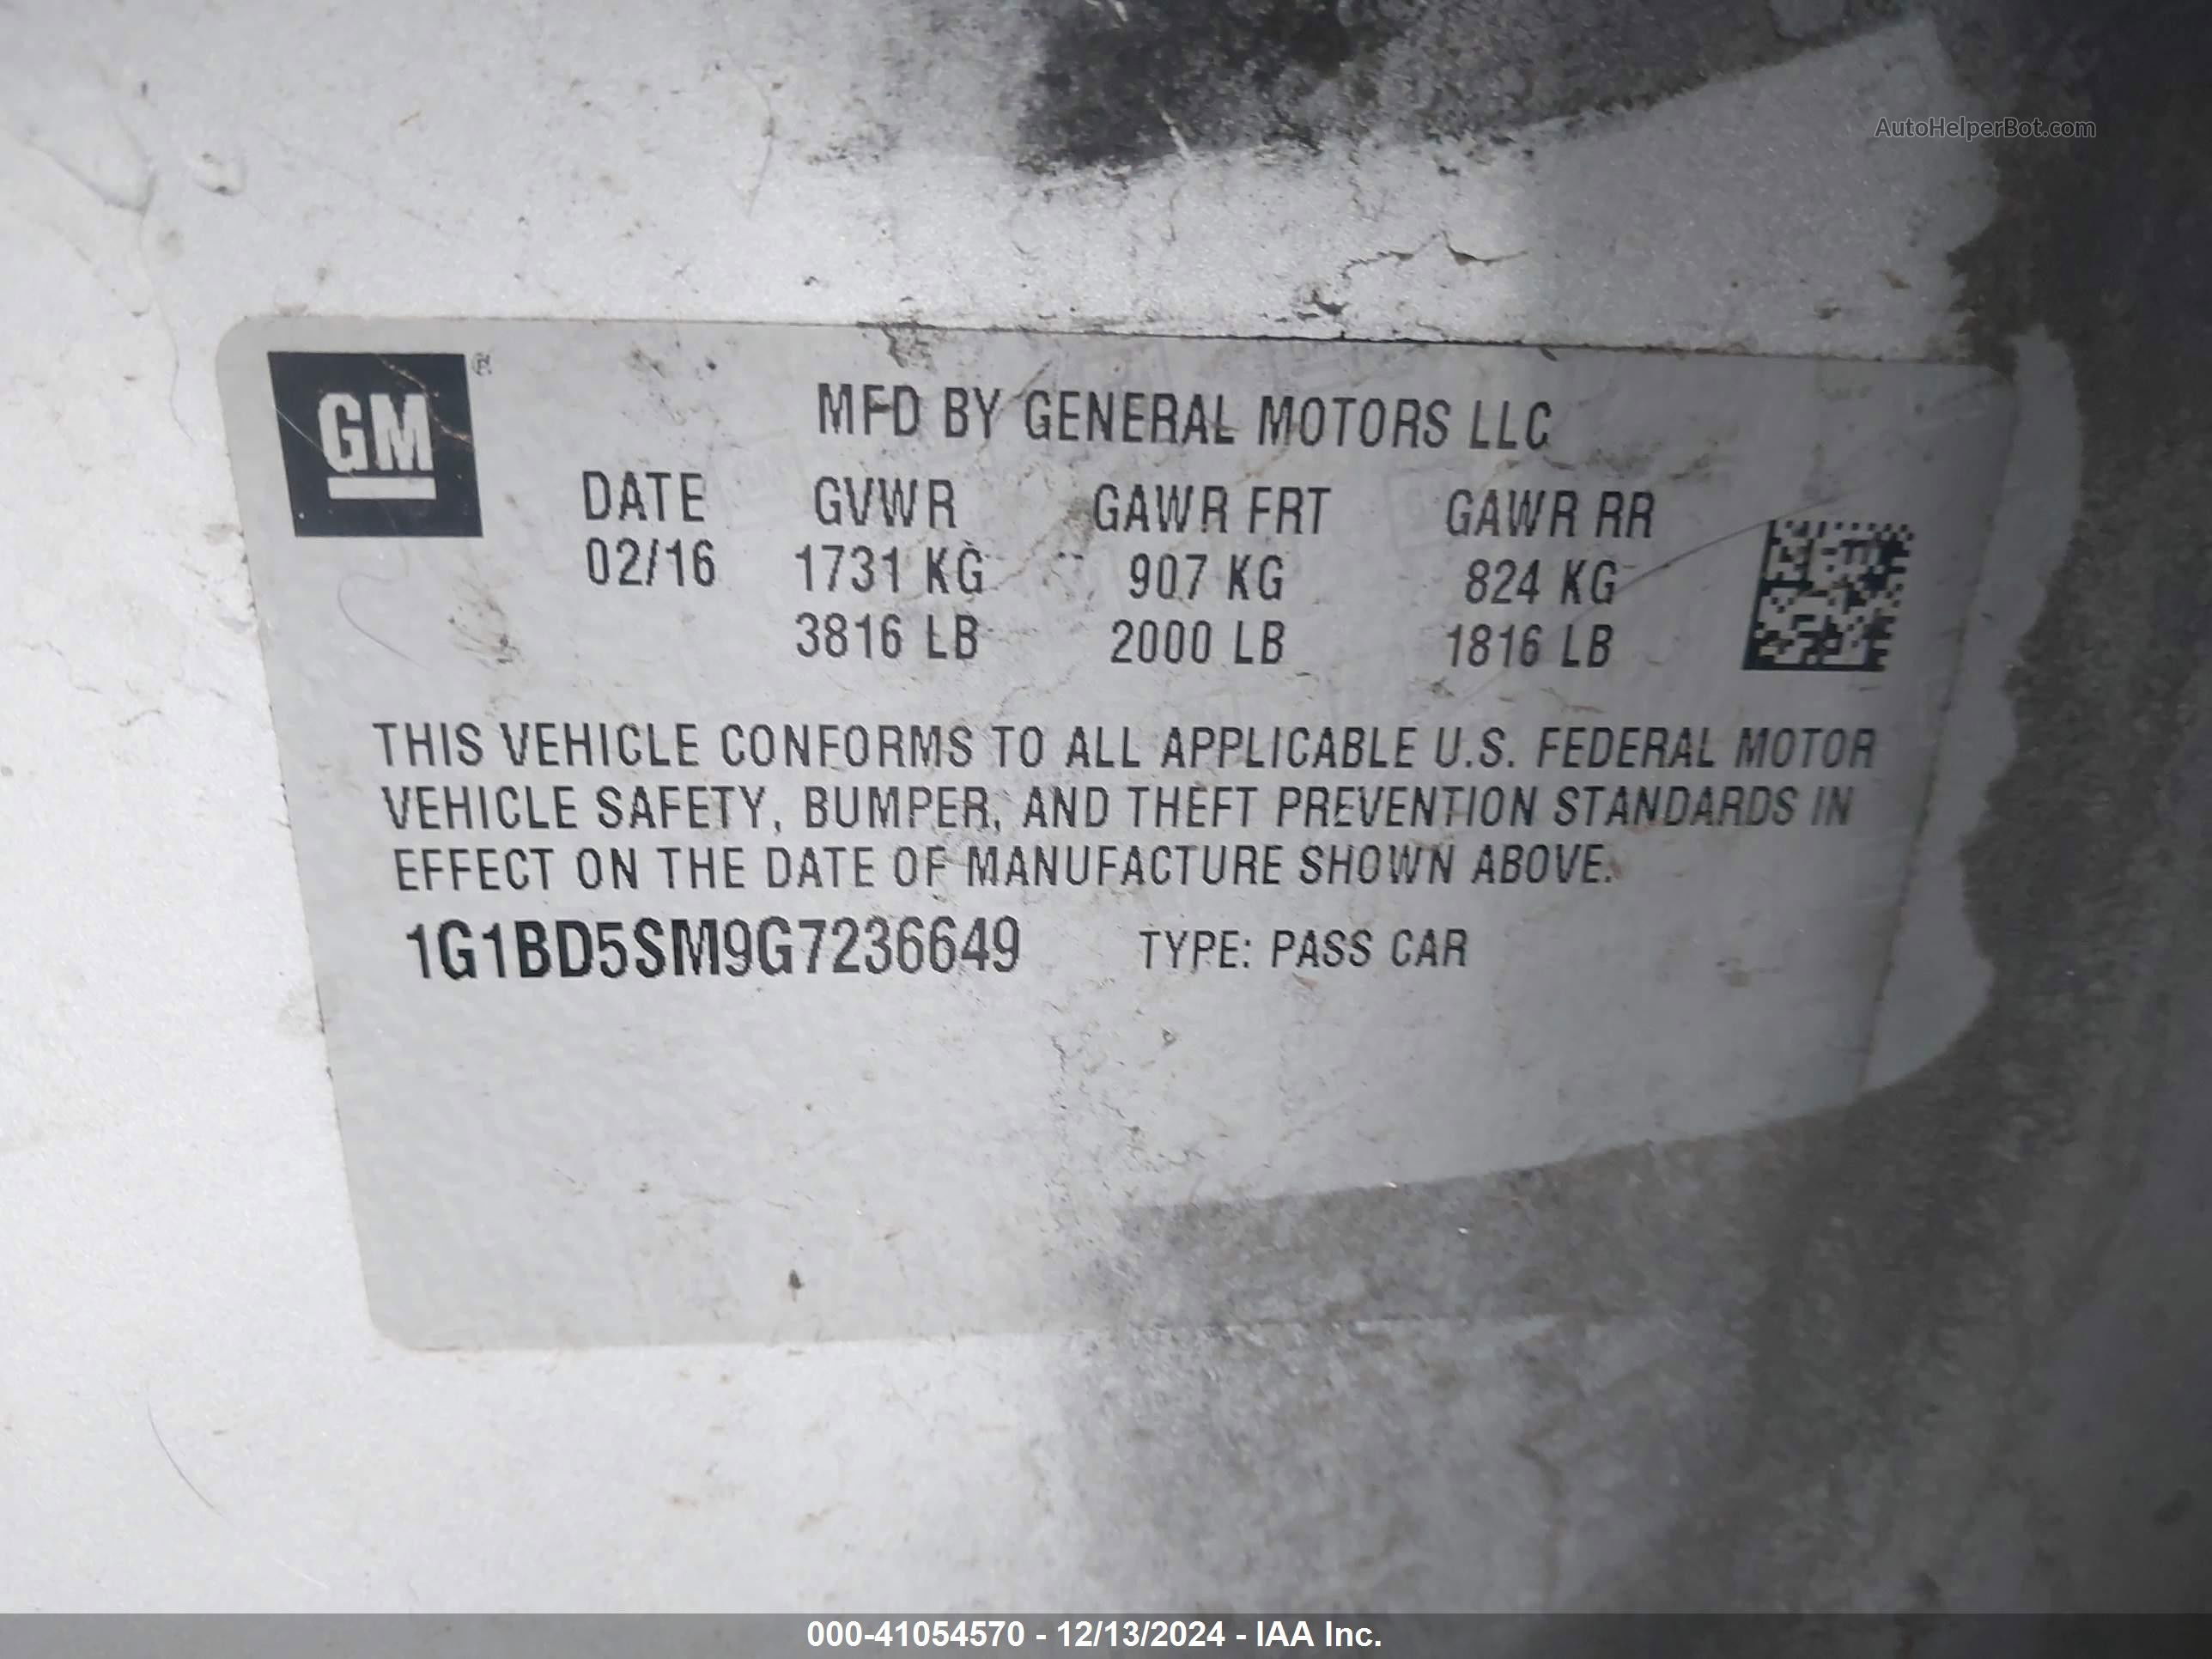 AutoHelperBot.com
GM ®
MFD BY GENERAL MOTORS LLC
DATE GVWR GAWR FRT GAWR RR
02/16 1731 KG 907 KG 824 KG
3816 LB 2000 LB 1816 LB
THIS VEHICLE CONFORMS TO ALL APPLICABLE U.S. FEDERAL MOTOR
VEHICLE SAFETY, BUMPER, AND THEFT PREVENTION STANDARDS IN
EFFECT ON THE DATE OF MANUFACTURE SHOWN ABOVE.
1G1BD5SM9G7236649 TYPE: PASS CAR
000-41054570 - 12/13/2024 - IAA Inc.